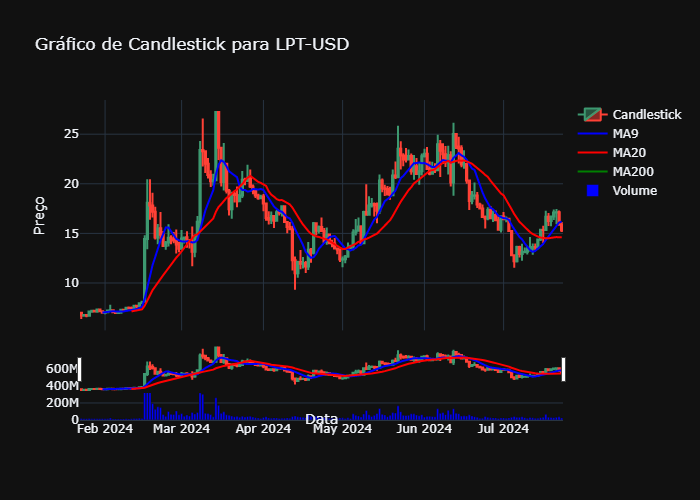 Gráfico de Candlestick para LPT-USD
Candlestick
MA9
MA20
MA200
Volume
Preço
25
20
15
10
600M
400M
200M
0
Feb 2024
Mar 2024
Apr 2024
May 2024
Jun 2024
Jul 2024
Data